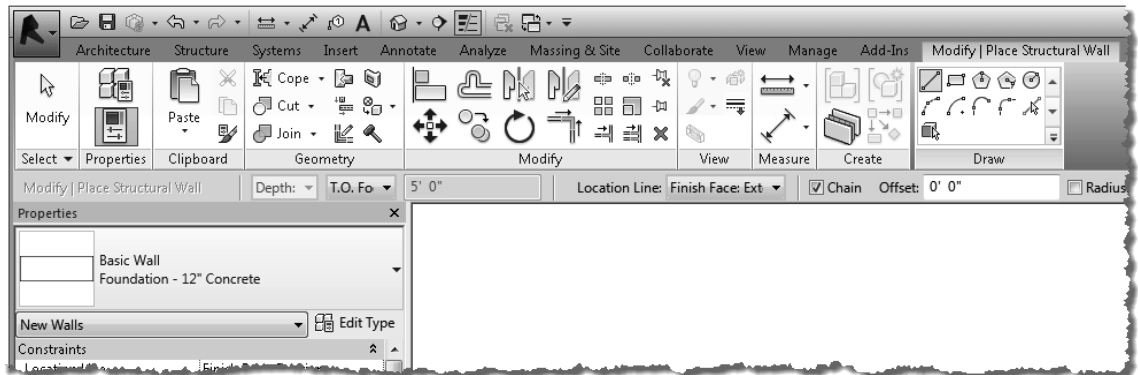 Architecture Structure Systems Insert Annotate Analyze Massing & Site Collaborate View Manage Add-Ins Modify | Place Structural Wall
Modify
Paste
Cope
Cut
Join
Select Properties Clipboard Geometry Modify View Measure Create Draw
Modify | Place Structural Wall Depth: T.O. Fo 5' 0" Location Line: Finish Face: Ext Chain Offset: 0' 0" Radius
Properties
Basic Wall
Foundation - 12" Concrete
New Walls Edit Type
Constraints